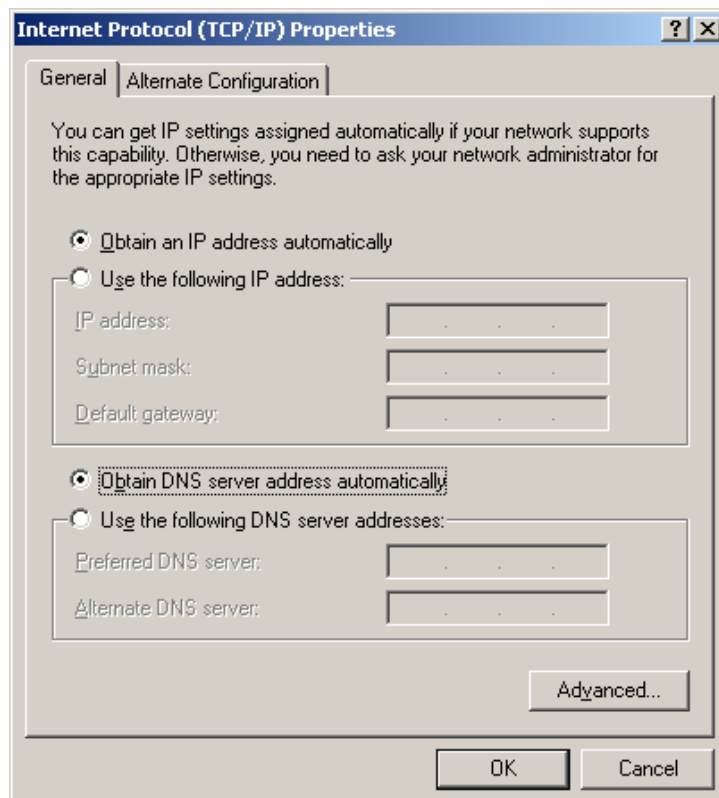 Internet Protocol (TCP/IP) Properties
General
Alternate Configuration
You can get IP settings assigned automatically if your network supports
this capability. Otherwise, you need to ask your network administrator for
the appropriate IP settings.
Obtain an IP address automatically
Use the following IP address:
IP address:
Subnet mask:
Default gateway:
Obtain DNS server address automatically
Use the following DNS server addresses:
Preferred DNS server:
Alternate DNS server:
Advanced...
OK
Cancel